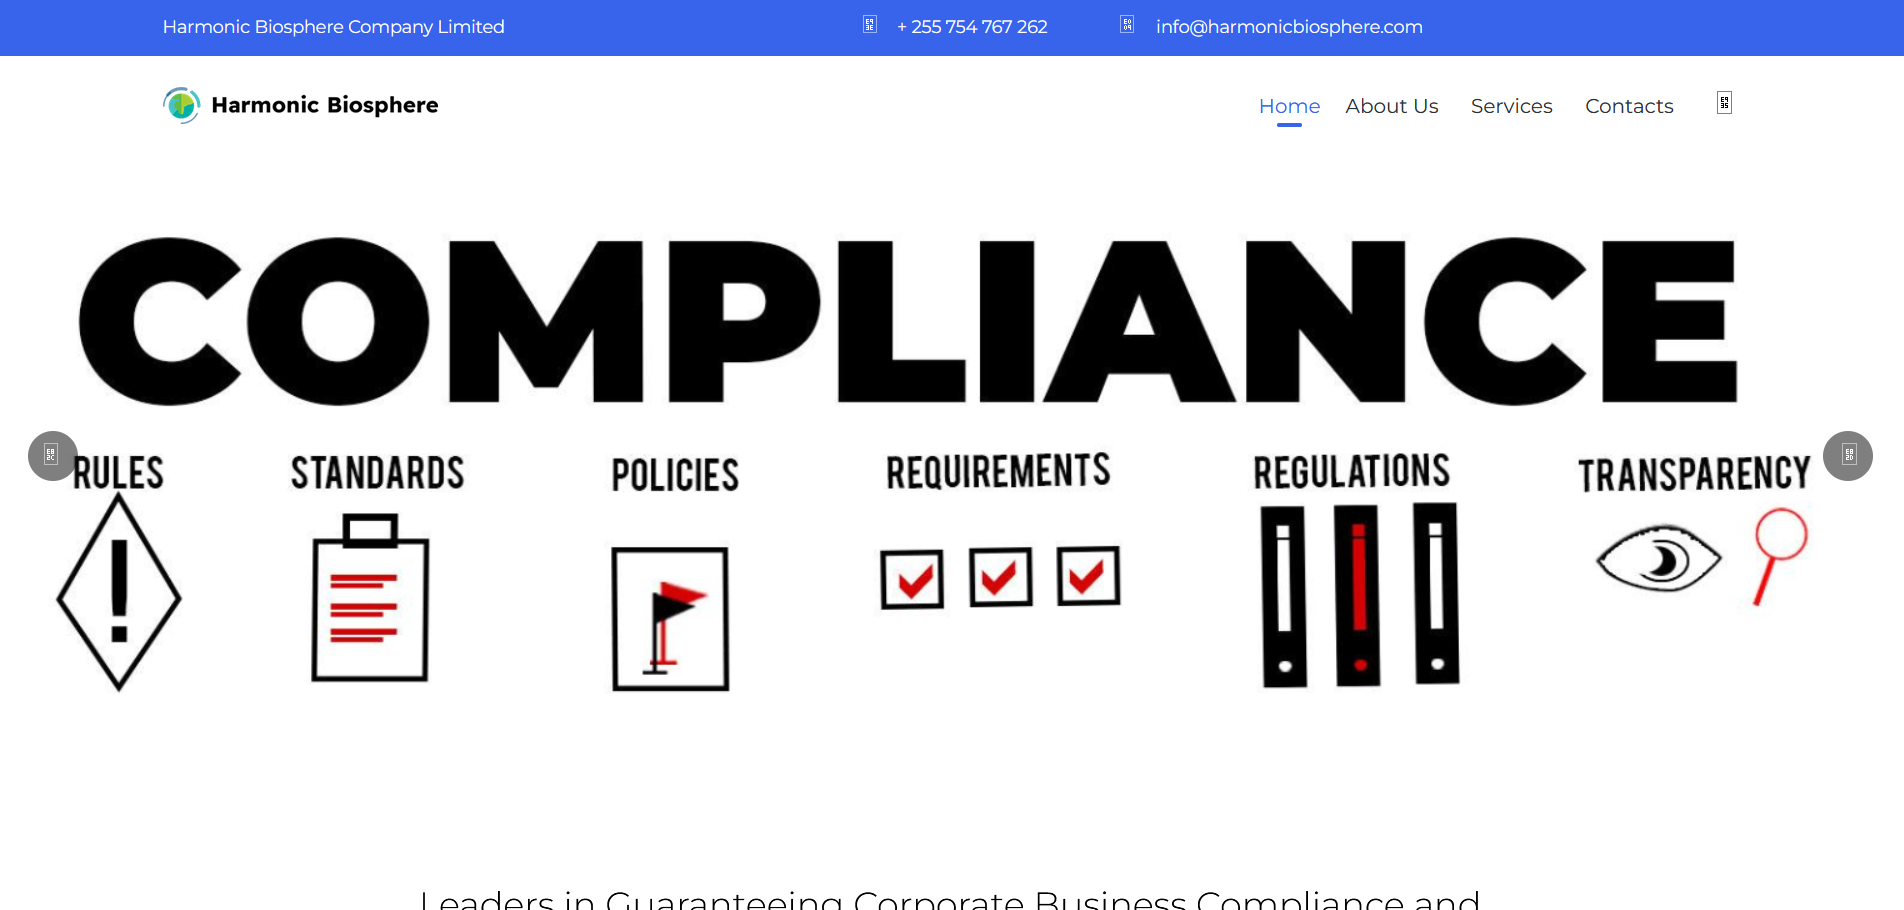 Harmonic Biosphere Company Limited
+ 255 754 767 262
info@harmonicbiosphere.com
Harmonic Biosphere
Home
About Us
Services
Contacts
COMPLIANCE
RULES
STANDARDS
POLICIES
REQUIREMENTS
REGULATIONS
TRANSPARENCY
Leaders in Guaranteeing Corporate Business Compliance and